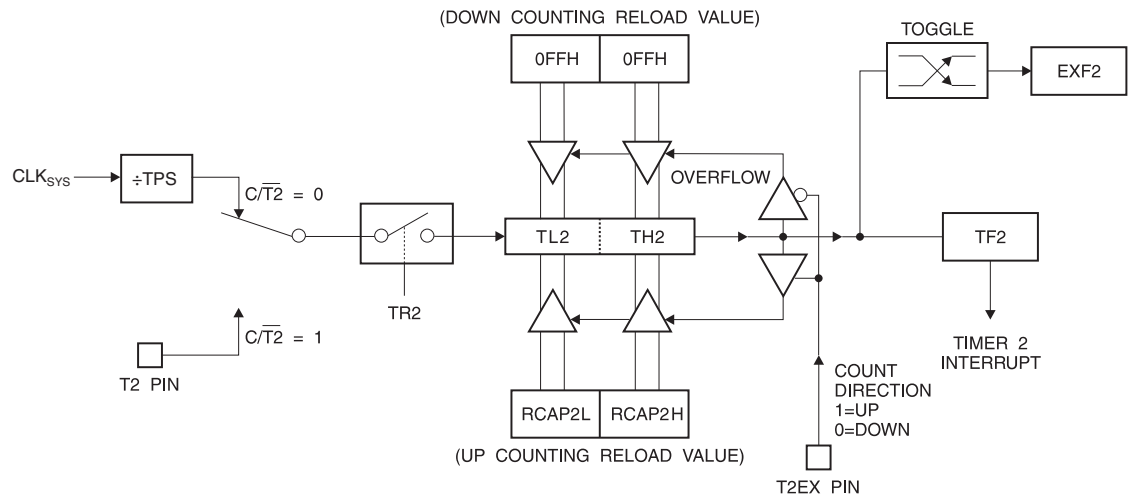 (DOWN COUNTING RELOAD VALUE)
TOGGLE
0FFH
0FFH
EXF2
CLKSYS
÷TPS
C/T2 = 0
OVERFLOW
TL2
TH2
TF2
TR2
C/T2 = 1
T2 PIN
TIMER 2
INTERRUPT
COUNT
DIRECTION
1=UP
0=DOWN
RCAP2L
RCAP2H
(UP COUNTING RELOAD VALUE)
T2EX PIN